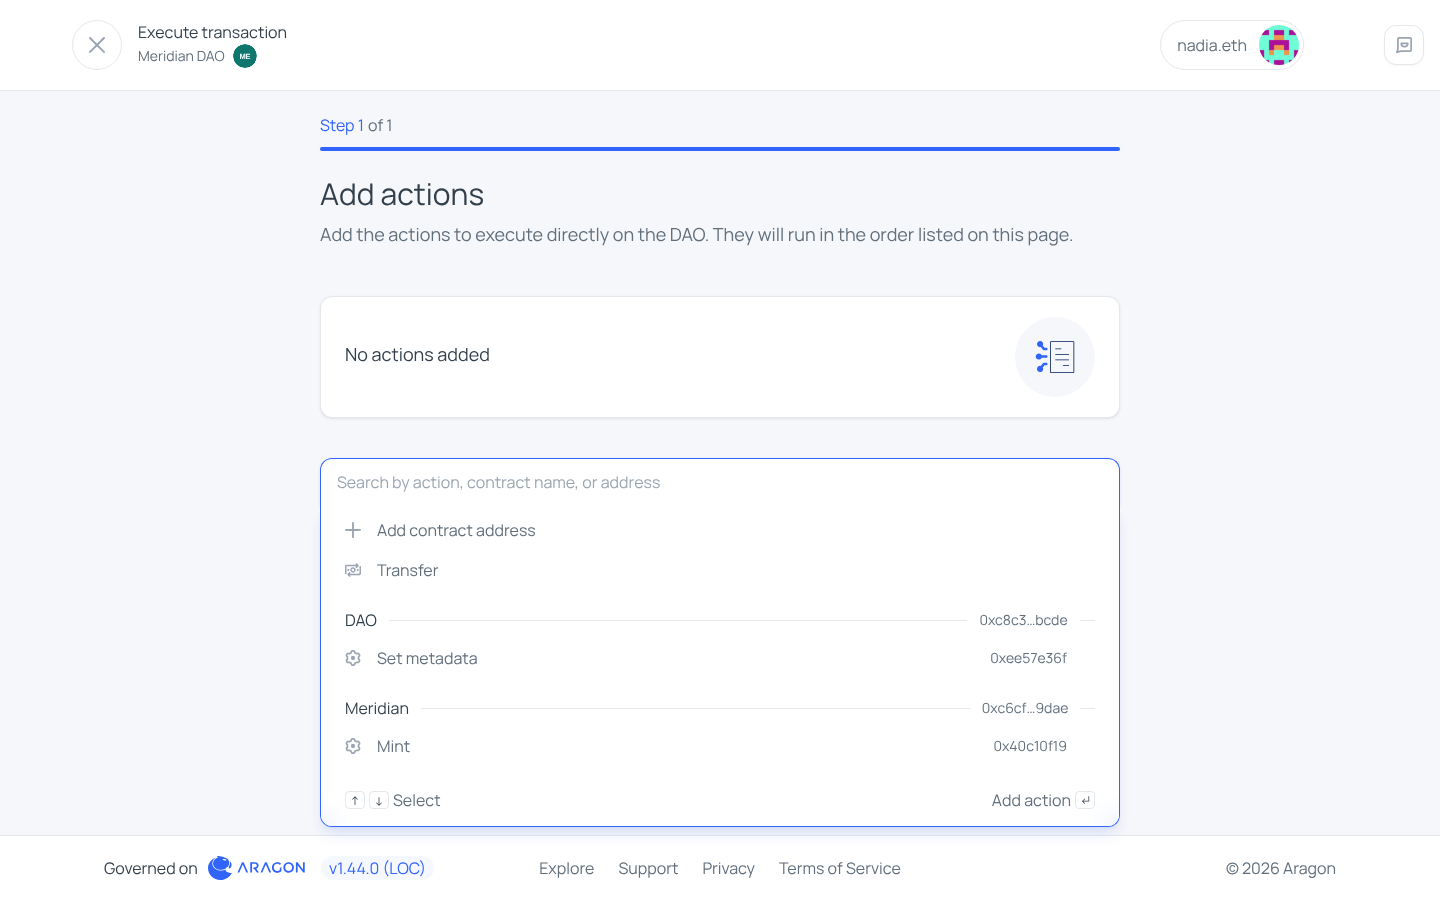 Execute transaction
Meridian DAO ME
nadia.eth
Step 1 of 1
Add actions
Add the actions to execute directly on the DAO. They will run in the order listed on this page.
No actions added
Search by action, contract name, or address
Add contract address
Transfer
DAO 0xc8c3…bcde
Set metadata 0xee57e36f
Meridian 0xc6cf…9dae
Mint 0x40c10f19
↑ ↓ Select Add action ↵
Governed on ARAGON v1.44.0 (LOC) Explore Support Privacy Terms of Service © 2026 Aragon